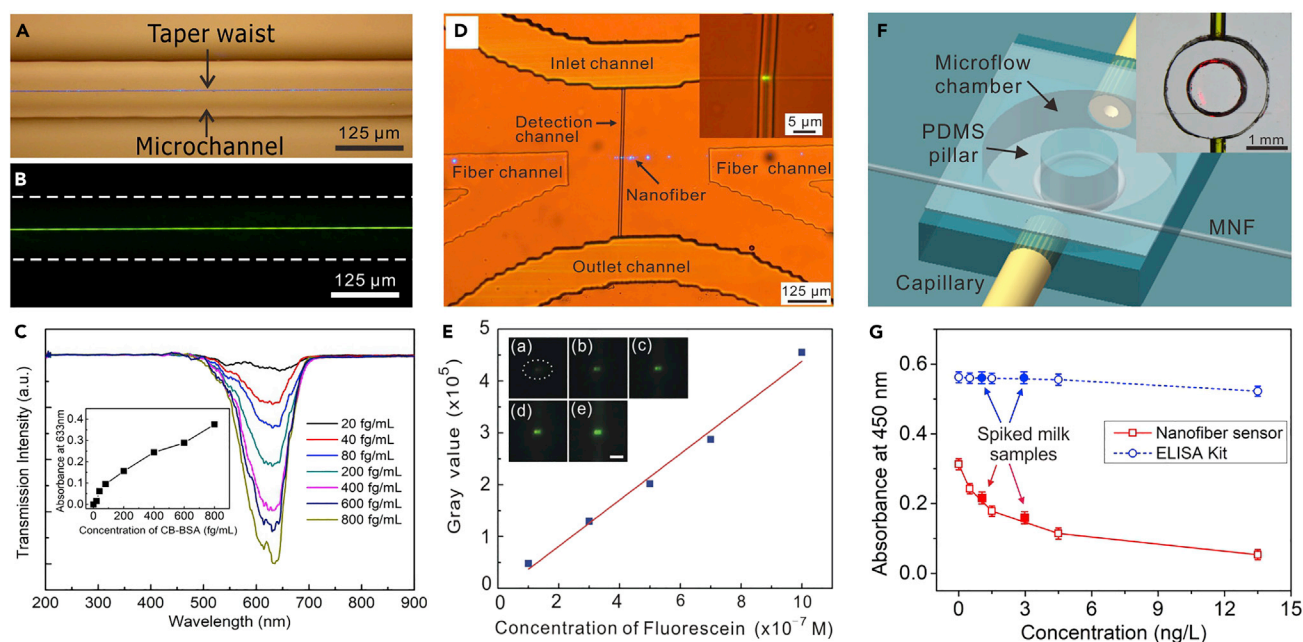 A
Taper waist
Microchannel
125 µm
B
125 µm
C
Transmission Intensity (a.u.)
Absorbance at 633nm
0.4
0.3
0.2
0.1
0.0
0 200 400 600 800
Concentration of CB-BSA (fg/mL)
20 fg/mL
40 fg/mL
80 fg/mL
200 fg/mL
400 fg/mL
600 fg/mL
800 fg/mL
200 300 400 500 600 700 800 900
Wavelength (nm)
D
Inlet channel
5 µm
Detection
channel
Fiber channel
Fiber channel
Nanofiber
Outlet channel
125 µm
E
Gray value (x10⁵)
5
4
3
2
1
0
(a) (b) (c)
(d) (e)
0 2 4 6 8 10
Concentration of Fluorescein (x10⁻⁷ M)
F
Microflow
chamber
PDMS
pillar
1 mm
MNF
Capillary
G
Absorbance at 450 nm
0.6
0.4
0.2
0.0
Spiked milk
samples
Nanofiber sensor
ELISA Kit
0 3 6 9 12 15
Concentration (ng/L)